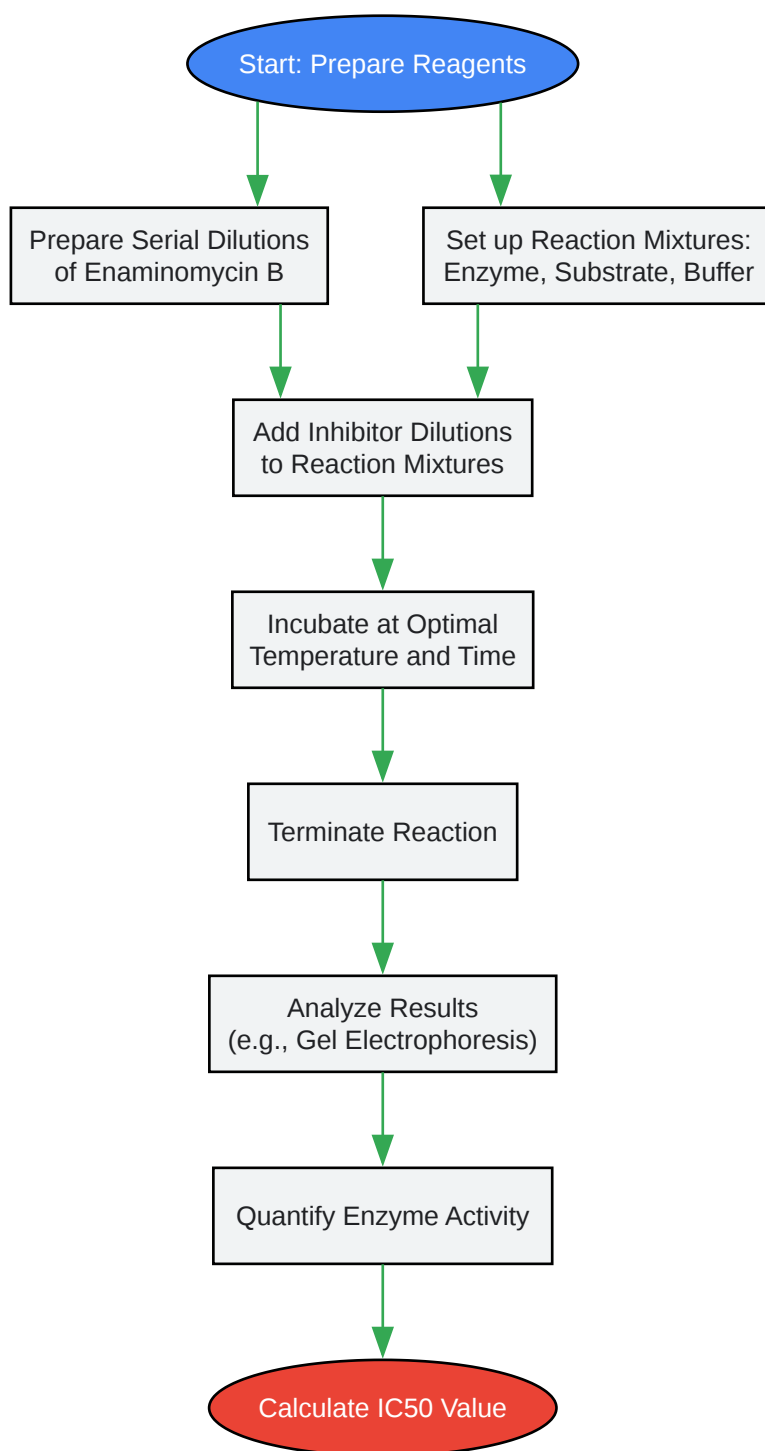 Start: Prepare Reagents
Prepare Serial Dilutions
of Enaminomycin B
Set up Reaction Mixtures:
Enzyme, Substrate, Buffer
Add Inhibitor Dilutions
to Reaction Mixtures
Incubate at Optimal
Temperature and Time
Terminate Reaction
Analyze Results
(e.g., Gel Electrophoresis)
Quantify Enzyme Activity
Calculate IC50 Value